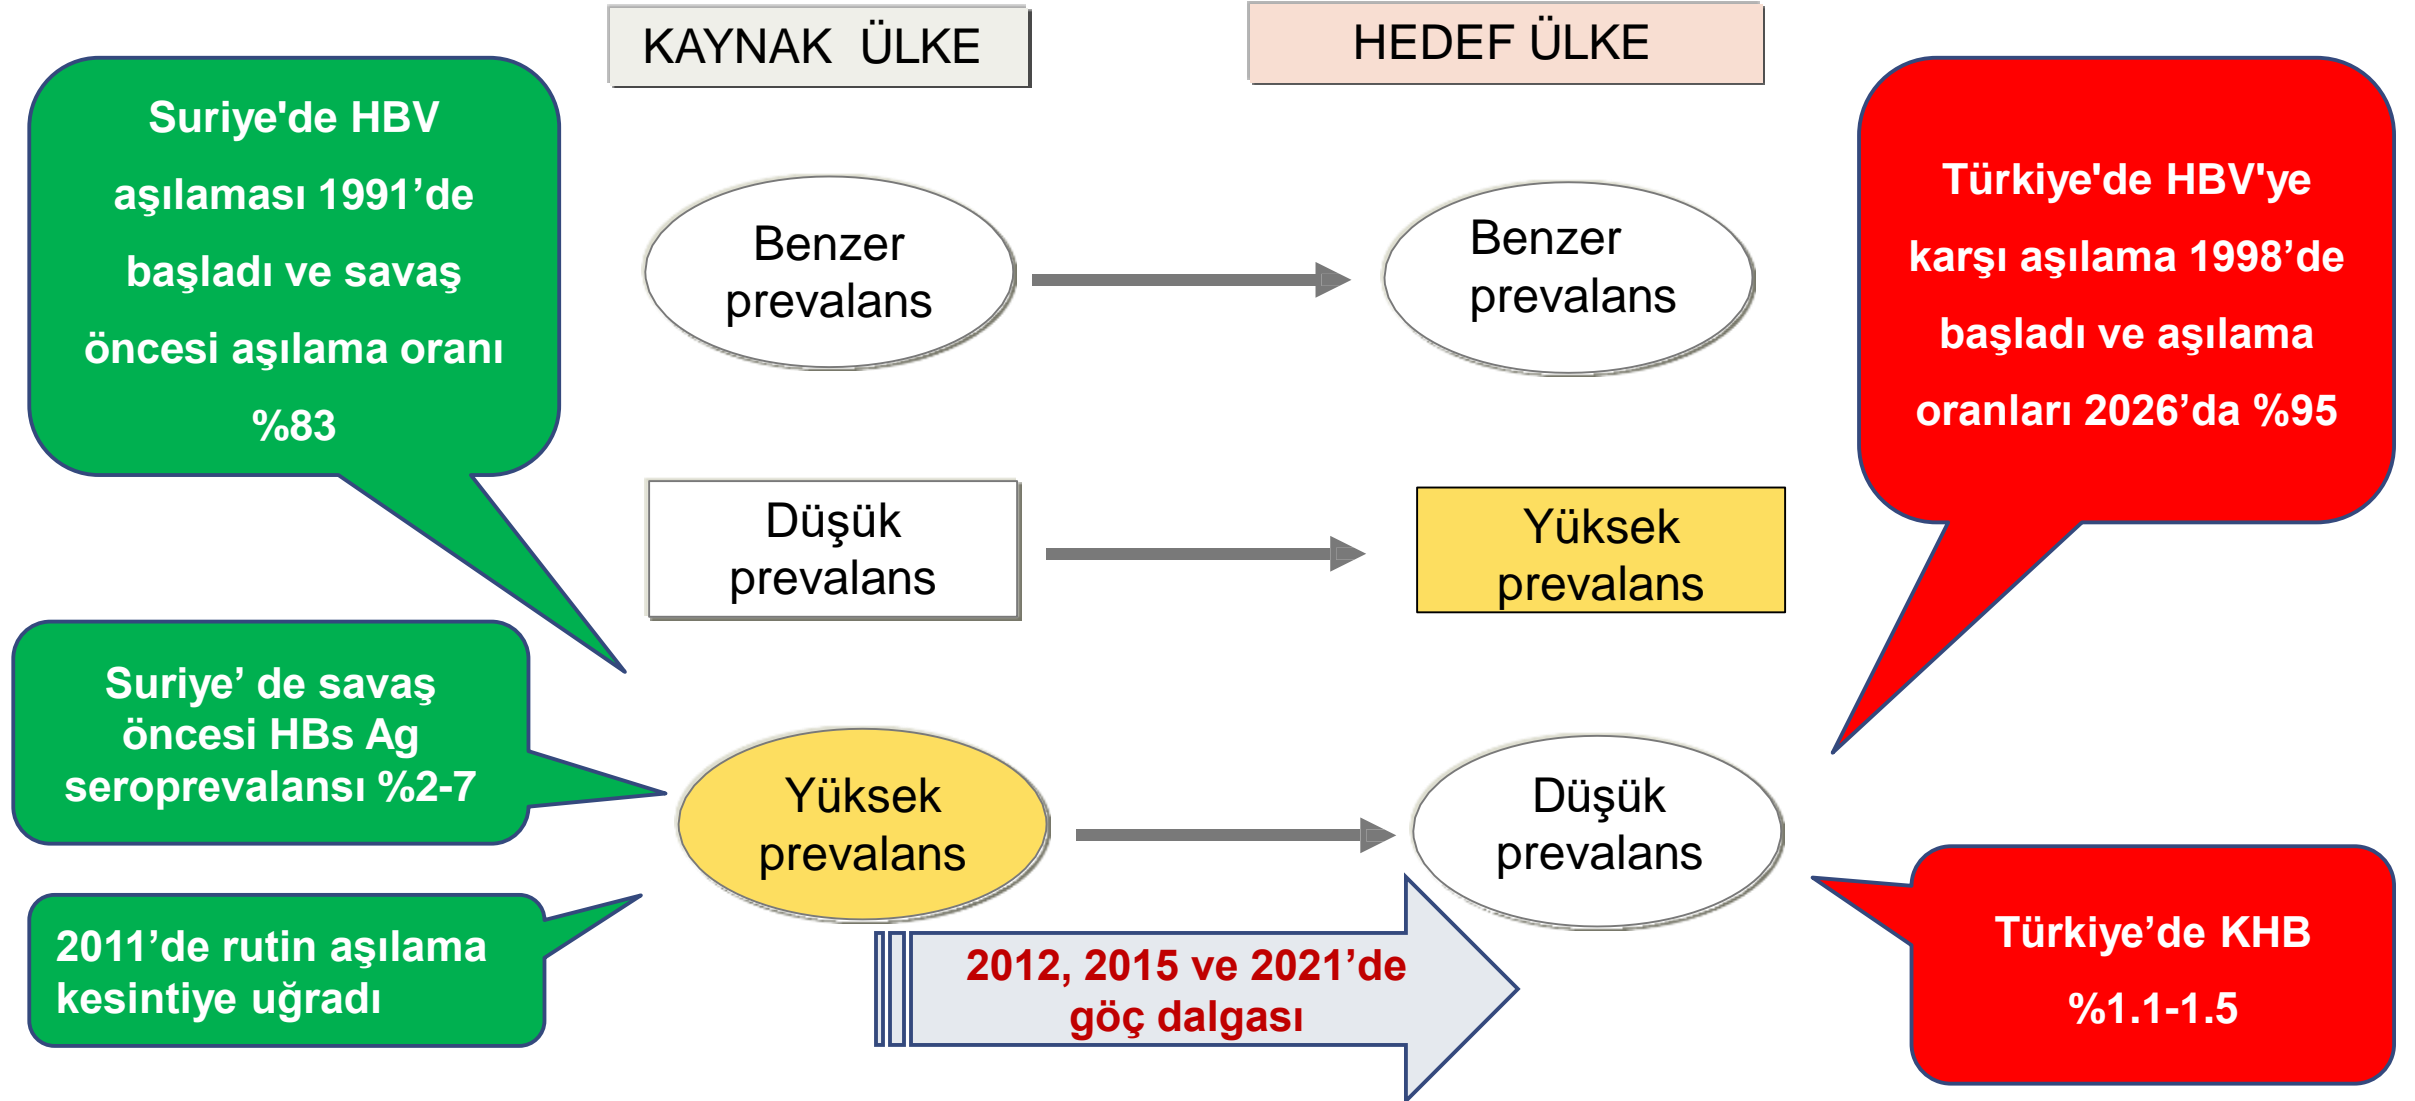 KAYNAK ÜLKE
HEDEF ÜLKE
Suriye'de HBV
aşılaması 1991’de
başladı ve savaş
öncesi aşılama oranı
%83
Benzer
prevalans
Benzer
prevalans
Türkiye'de HBV'ye
karşı aşılama 1998’de
başladı ve aşılama
oranları 2026’da %95
Düşük
prevalans
Yüksek
prevalans
Suriye’ de savaş
öncesi HBs Ag
seroprevalansı %2-7
Yüksek
prevalans
Düşük
prevalans
2011’de rutin aşılama
kesintiye uğradı
2012, 2015 ve 2021’de
göç dalgası
Türkiye’de KHB
%1.1-1.5